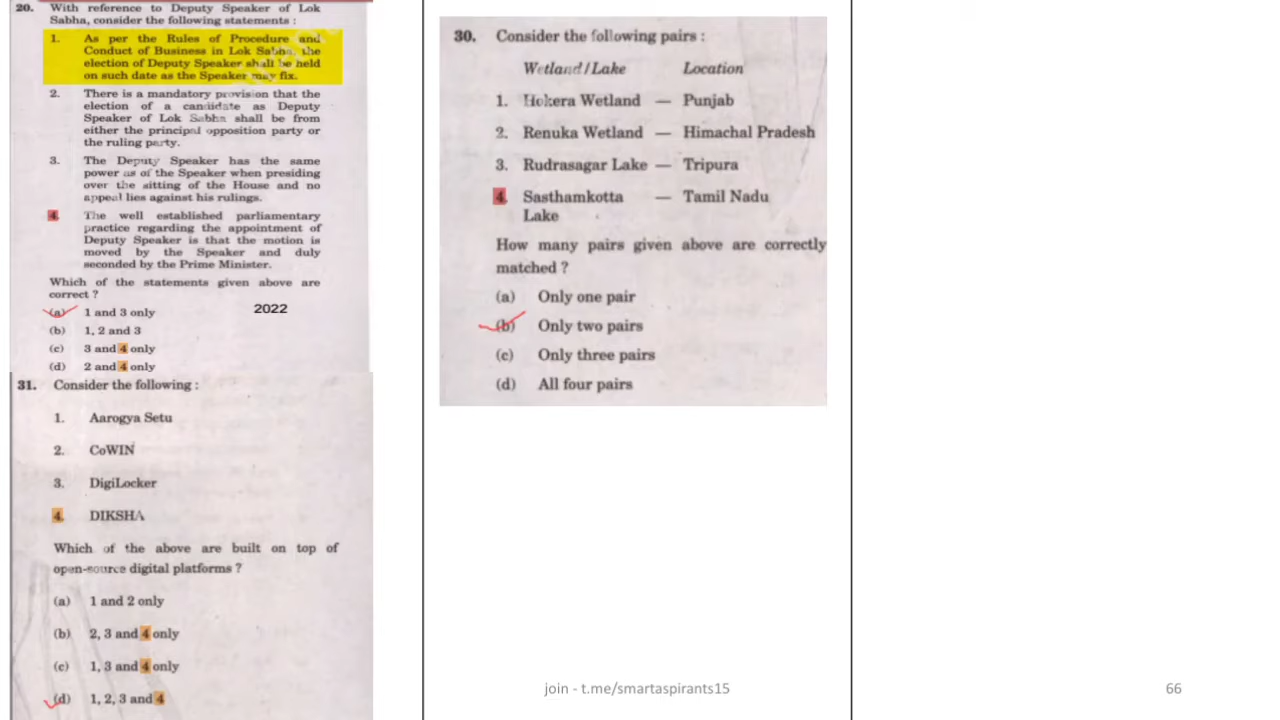 20. With reference to Deputy Speaker of Lok
Sabha, consider the following statements :
1. As per the Rules of Procedure and
Conduct of Business in Lok Sabha, the
election of Deputy Speaker shall be held
on such date as the Speaker may fix.
2. There is a mandatory provision that the
election of a candidate as Deputy
Speaker of Lok Sabha shall be from
either the principal opposition party or
the ruling party.
3. The Deputy Speaker has the same
power as of the Speaker when presiding
over the sitting of the House and no
appeal lies against his rulings.
4. The well established parliamentary
practice regarding the appointment of
Deputy Speaker is that the motion is
moved by the Speaker and duly
seconded by the Prime Minister.
Which of the statements given above are
correct ?
(a) 1 and 3 only
2022
(b) 1, 2 and 3
(c) 3 and 4 only
(d) 2 and 4 only
31. Consider the following :
1. Aarogya Setu
2. CoWIN
3. DigiLocker
4. DIKSHA
Which of the above are built on top of
open-source digital platforms ?
(a) 1 and 2 only
(b) 2, 3 and 4 only
(c) 1, 3 and 4 only
(d) 1, 2, 3 and 4
30. Consider the following pairs :
Wetland/Lake Location
1. Hokera Wetland — Punjab
2. Renuka Wetland — Himachal Pradesh
3. Rudrasagar Lake — Tripura
4. Sasthamkotta — Tamil Nadu
Lake
How many pairs given above are correctly
matched ?
(a) Only one pair
(b) Only two pairs
(c) Only three pairs
(d) All four pairs
join - t.me/smartaspirants15
66